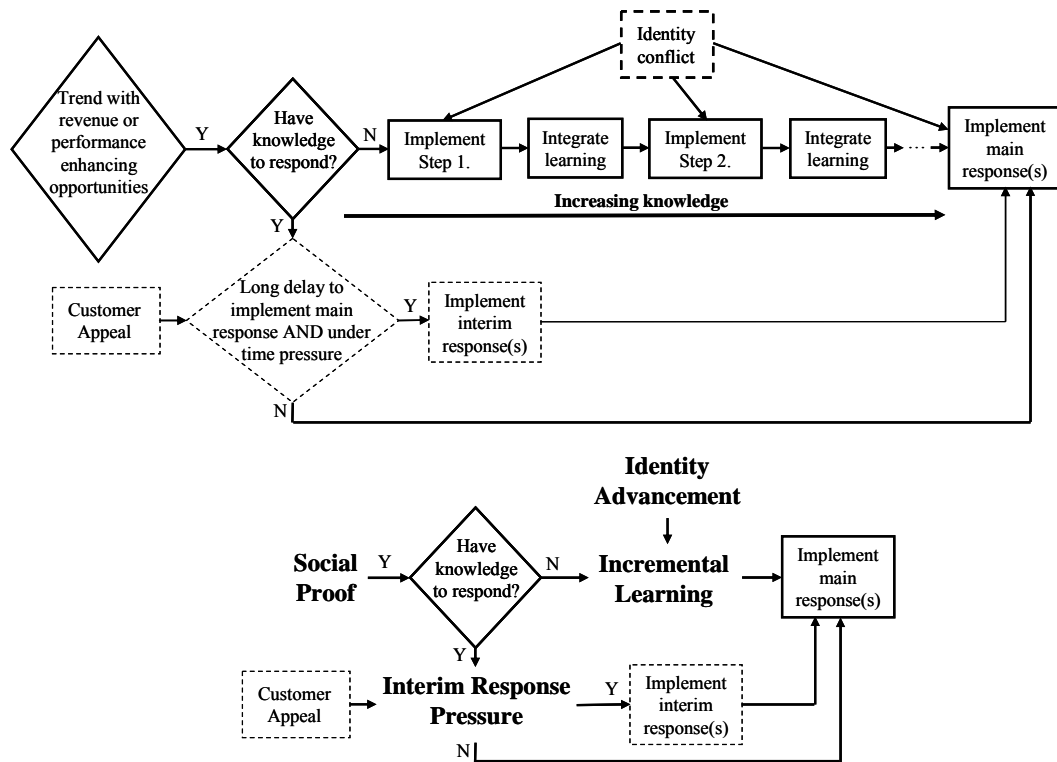 Identity
conflict
Trend with
revenue or
performance
enhancing
opportunities
Y
Have
knowledge
to respond?
N
Implement
Step 1.
Integrate
learning
Implement
Step 2.
Integrate
learning
...
Implement
main
response(s)
Increasing knowledge
Y
Customer
Appeal
Long delay to
implement main
response AND under
time pressure
Y
Implement
interim
response(s)
N
Identity
Advancement
Social
Proof
Y
Have
knowledge
to respond?
N
Incremental
Learning
Implement
main
response(s)
Y
Customer
Appeal
Interim Response
Pressure
Y
Implement
interim
response(s)
N